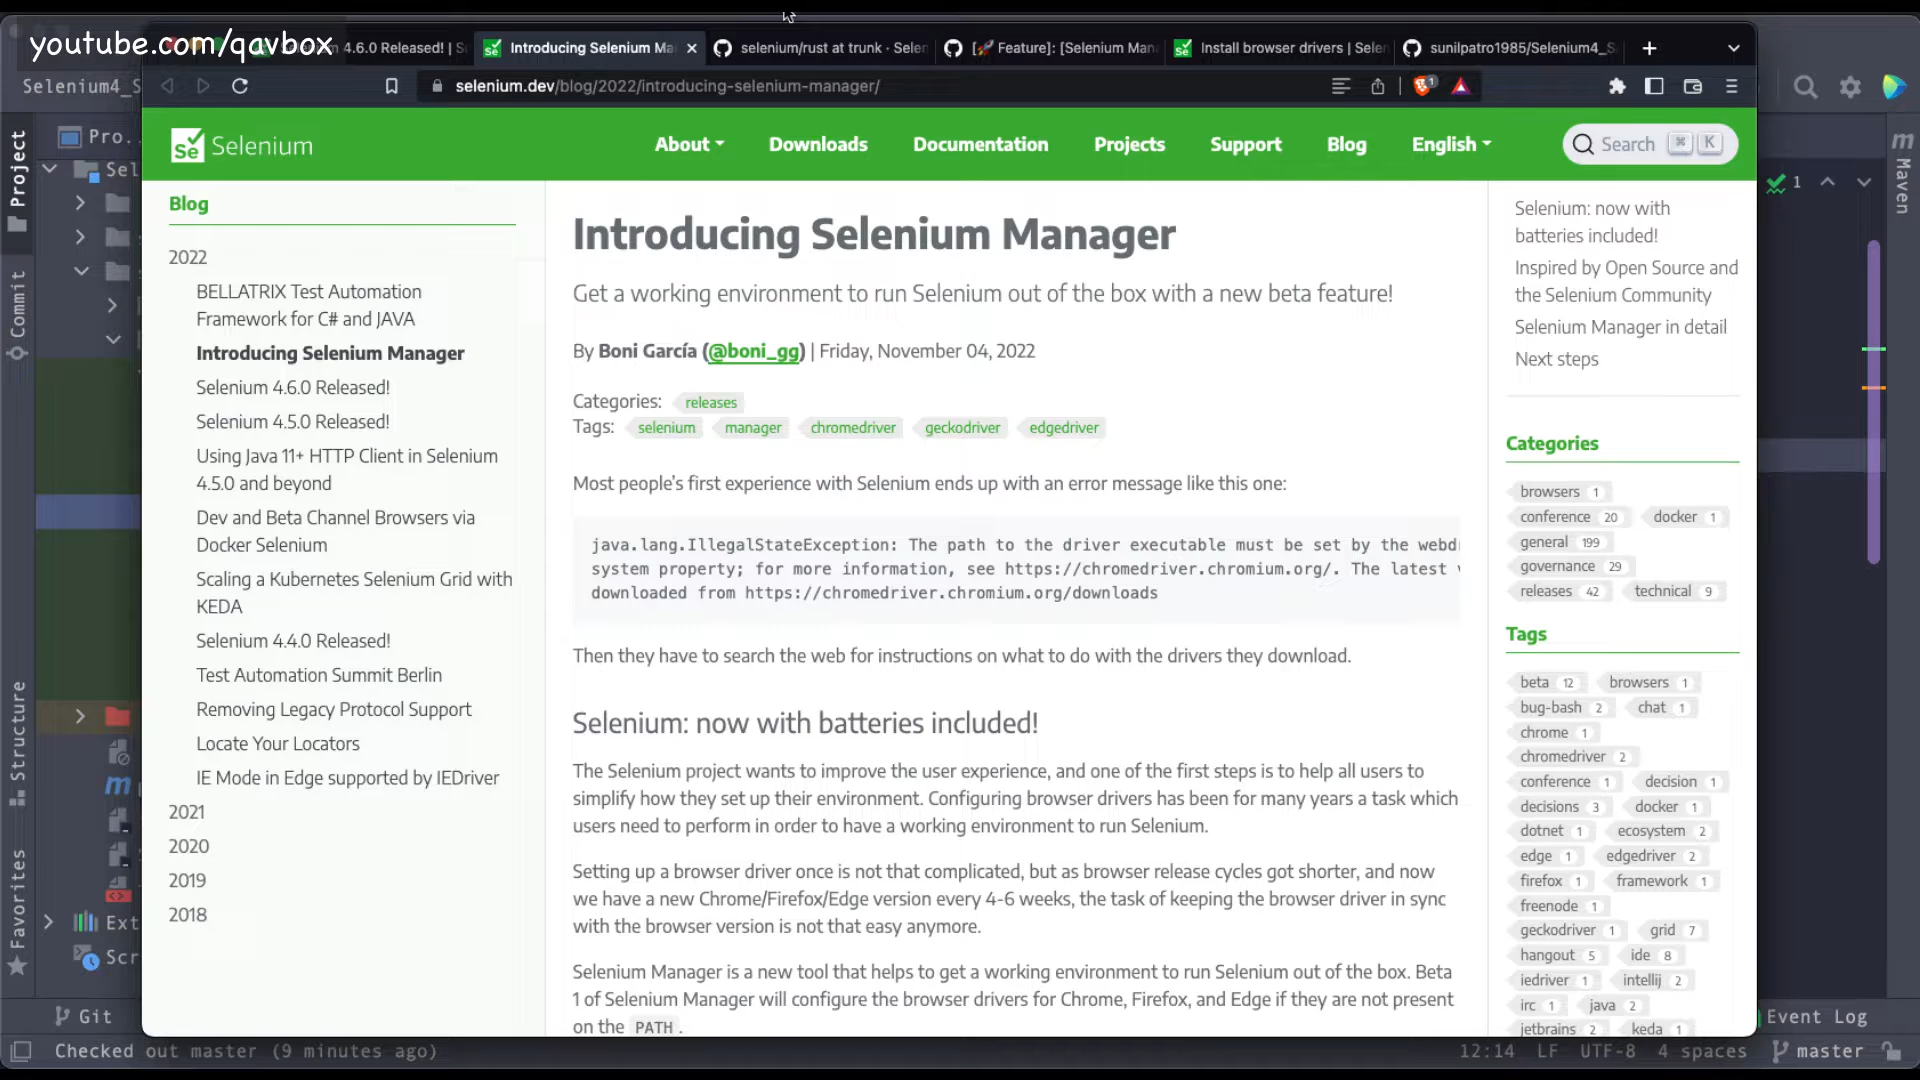 youtube.com/qavbox
4.6.0 Released! | S
Introducing Selenium Ma
selenium/rust at trunk · Selen
[🚀 Feature]: [Selenium Man
Install browser drivers | Selen
sunilpatro1985/Selenium4_S
Selenium4_S
selenium.dev/blog/2022/introducing-selenium-manager/
1
Selenium
About
Downloads
Documentation
Projects
Support
Blog
English
Search ⌘ K
Project
Commit
Structure
Favorites
Pro.
Sel
Ext
Scr
Maven
1
Blog
2022
BELLATRIX Test Automation
Framework for C# and JAVA
Introducing Selenium Manager
Selenium 4.6.0 Released!
Selenium 4.5.0 Released!
Using Java 11+ HTTP Client in Selenium
4.5.0 and beyond
Dev and Beta Channel Browsers via
Docker Selenium
Scaling a Kubernetes Selenium Grid with
KEDA
Selenium 4.4.0 Released!
Test Automation Summit Berlin
Removing Legacy Protocol Support
Locate Your Locators
IE Mode in Edge supported by IEDriver
2021
2020
2019
2018
Introducing Selenium Manager
Get a working environment to run Selenium out of the box with a new beta feature!
By Boni García (@boni_gg) | Friday, November 04, 2022
Categories: releases
Tags: selenium manager chromedriver geckodriver edgedriver
Most people's first experience with Selenium ends up with an error message like this one:
java.lang.IllegalStateException: The path to the driver executable must be set by the webd
system property; for more information, see https://chromedriver.chromium.org/. The latest v
downloaded from https://chromedriver.chromium.org/downloads
Then they have to search the web for instructions on what to do with the drivers they download.
Selenium: now with batteries included!
The Selenium project wants to improve the user experience, and one of the first steps is to help all users to
simplify how they set up their environment. Configuring browser drivers has been for many years a task which
users need to perform in order to have a working environment to run Selenium.
Setting up a browser driver once is not that complicated, but as browser release cycles got shorter, and now
we have a new Chrome/Firefox/Edge version every 4-6 weeks, the task of keeping the browser driver in sync
with the browser version is not that easy anymore.
Selenium Manager is a new tool that helps to get a working environment to run Selenium out of the box. Beta
1 of Selenium Manager will configure the browser drivers for Chrome, Firefox, and Edge if they are not present
on the PATH .
Selenium: now with
batteries included!
Inspired by Open Source and
the Selenium Community
Selenium Manager in detail
Next steps
Categories
browsers 1
conference 20 docker 1
general 199
governance 29
releases 42 technical 9
Tags
beta 12 browsers 1
bug-bash 2 chat 1
chrome 1
chromedriver 2
conference 1 decision 1
decisions 3 docker 1
dotnet 1 ecosystem 2
edge 1 edgedriver 2
firefox 1 framework 1
freenode 1
geckodriver 1 grid 7
hangout 5 ide 8
iedriver 1 intellij 2
irc 1 java 2
jetbrains 2 keda 1
Git
Event Log
Checked out master (9 minutes ago)
12:14 LF UTF-8 4 spaces master